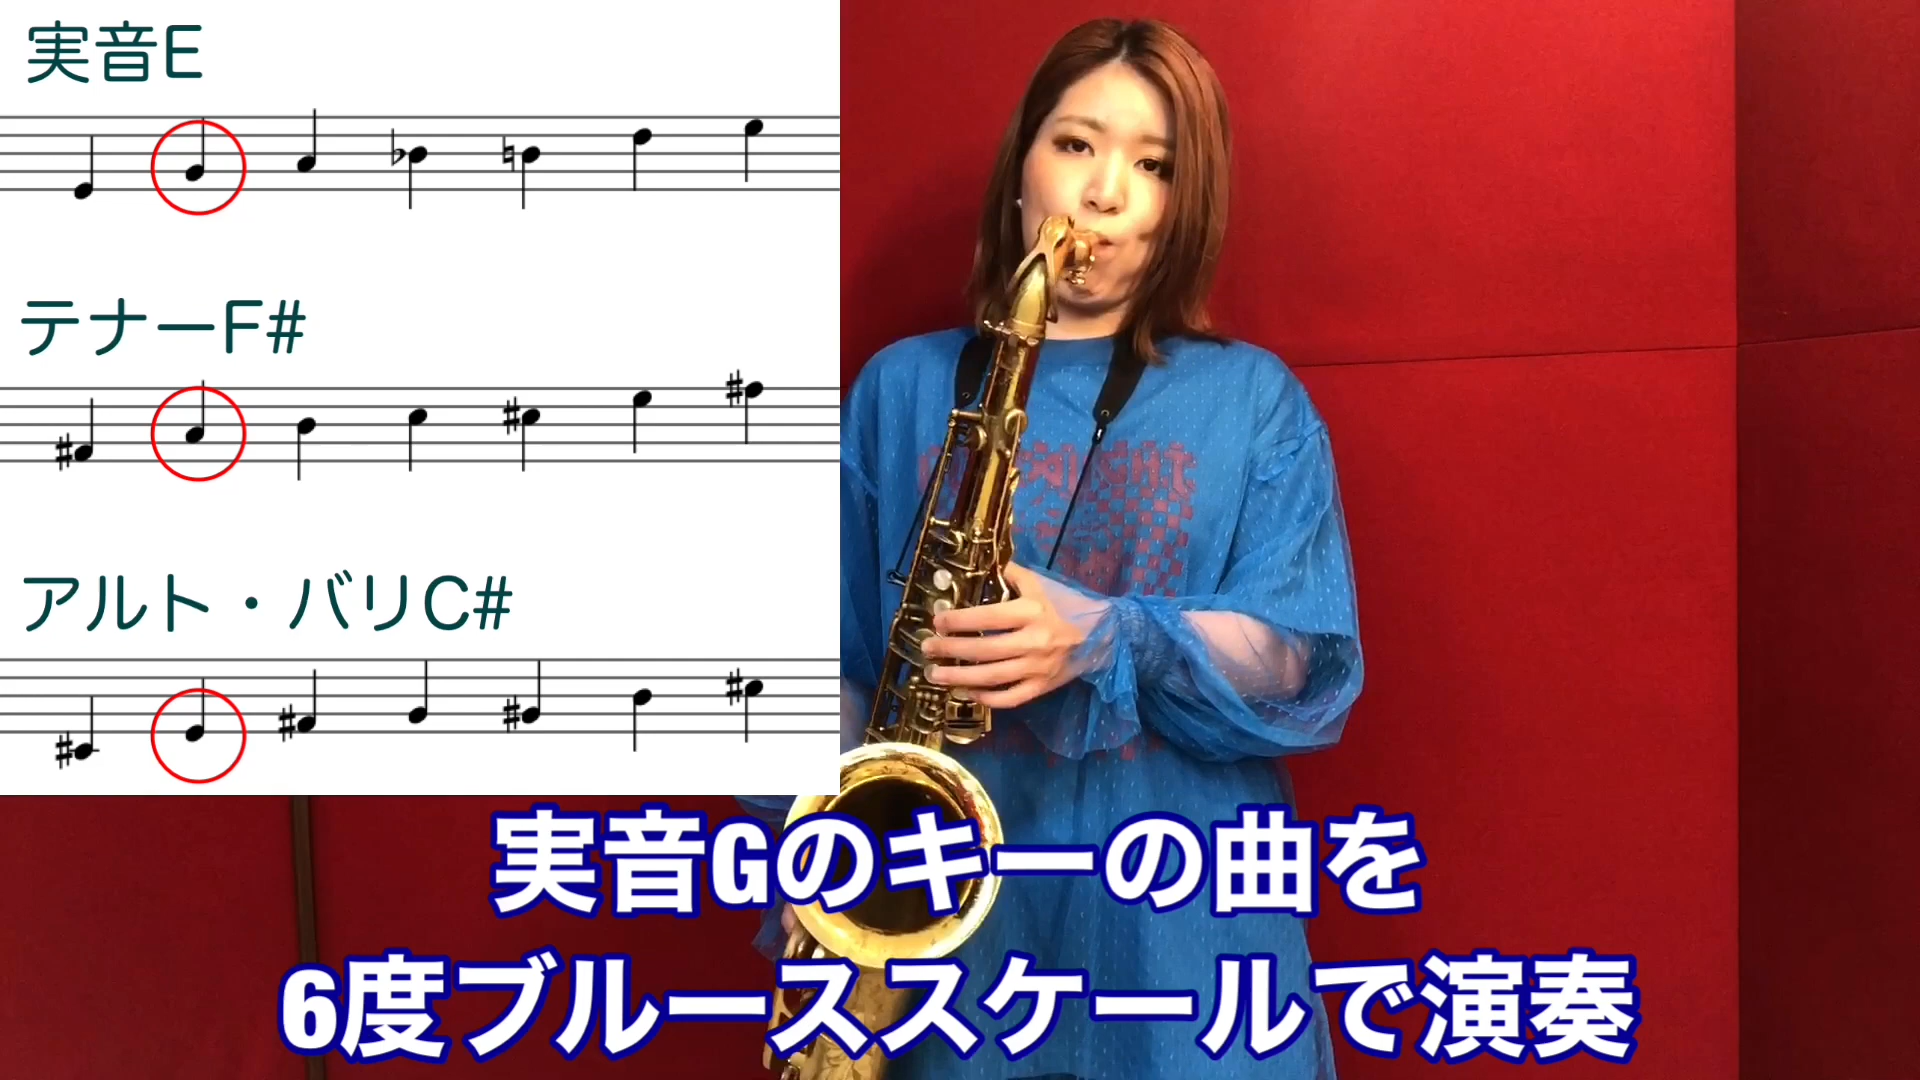 実音E
テナーF#
アルト・バリC#
実音Gのキーの曲を
6度ブルーススケールで演奏